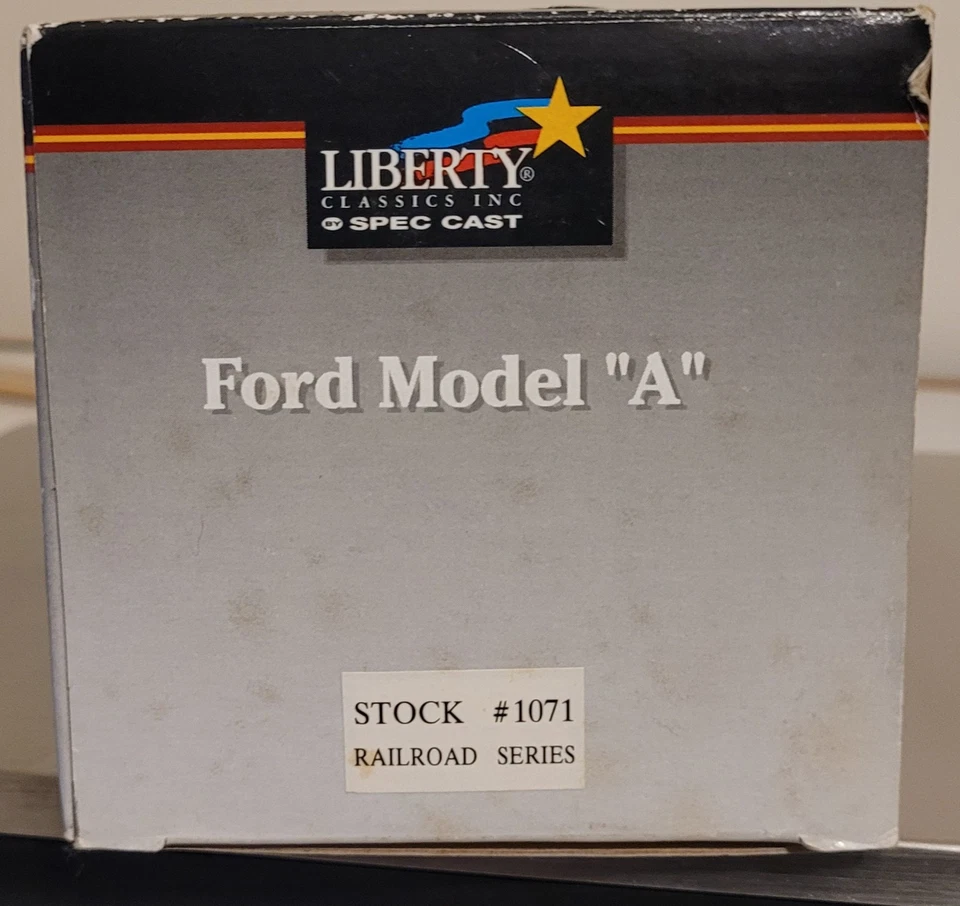 LIBERTY®
CLASSICS INC
BY SPEC CAST
Ford Model "A"
STOCK #1071
RAILROAD SERIES